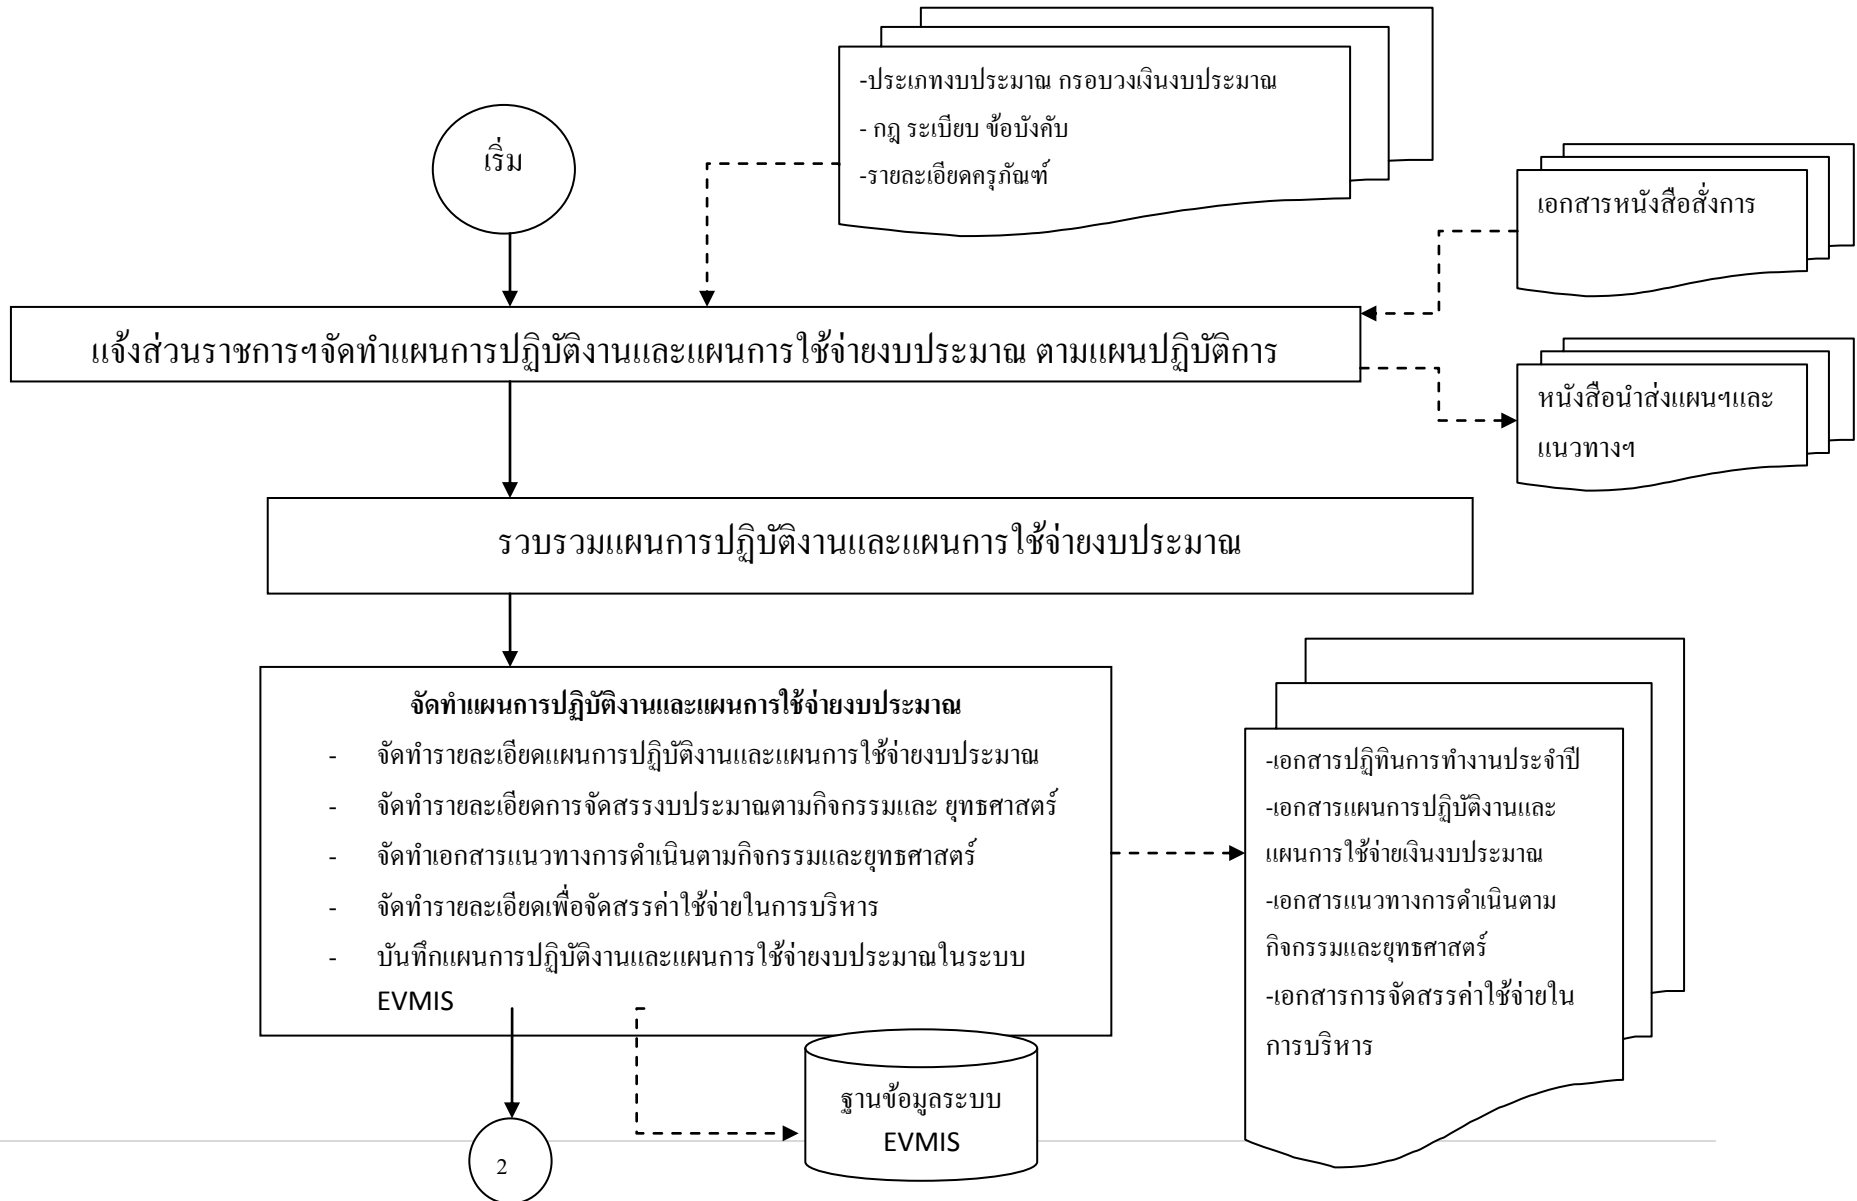 -ประเภทงบประมาณ กรอบวงเงินงบประมาณ
- กฎ ระเบียบ ข้อบังคับ
-รายละเอียดครุภัณฑ์
เริ่ม
เอกสารหนังสือสั่งการ
แจ้งส่วนราชการฯจัดทำแผนการปฏิบัติงานและแผนการใช้จ่ายงบประมาณ ตามแผนปฏิบัติการ
หนังสือนำส่งแผนฯและ
แนวทางฯ
รวบรวมแผนการปฏิบัติงานและแผนการใช้จ่ายงบประมาณ
จัดทำแผนการปฏิบัติงานและแผนการใช้จ่ายงบประมาณ
- จัดทำรายละเอียดแผนการปฏิบัติงานและแผนการใช้จ่ายงบประมาณ
- จัดทำรายละเอียดการจัดสรรงบประมาณตามกิจกรรมและ ยุทธศาสตร์
- จัดทำเอกสารแนวทางการดำเนินตามกิจกรรมและยุทธศาสตร์
- จัดทำรายละเอียดเพื่อจัดสรรค่าใช้จ่ายในการบริหาร
- บันทึกแผนการปฏิบัติงานและแผนการใช้จ่ายงบประมาณในระบบ
EVMIS
-เอกสารปฏิทินการทำงานประจำปี
-เอกสารแผนการปฏิบัติงานและ
แผนการใช้จ่ายเงินงบประมาณ
-เอกสารแนวทางการดำเนินตาม
กิจกรรมและยุทธศาสตร์
-เอกสารการจัดสรรค่าใช้จ่ายใน
การบริหาร
ฐานข้อมูลระบบ
EVMIS
2